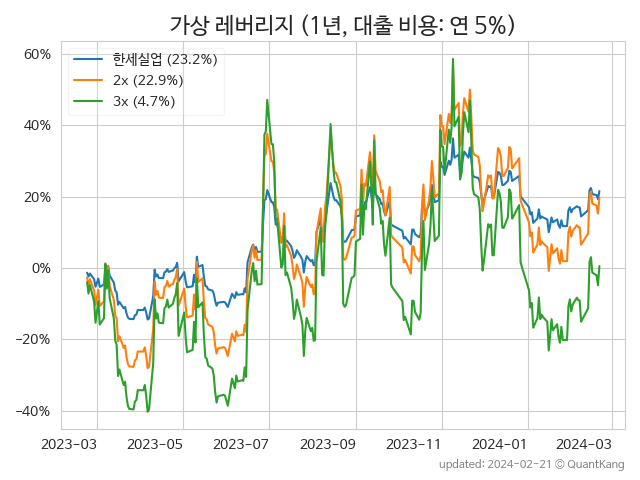 가상 레버리지 (1년, 대출 비용: 연 5%)
60%
한세실업 (23.2%)
2x (22.9%)
3x (4.7%)
40%
20%
0%
−20%
−40%
2023-03 2023-05 2023-07 2023-09 2023-11 2024-01 2024-03
updated: 2024-02-21 © QuantKang